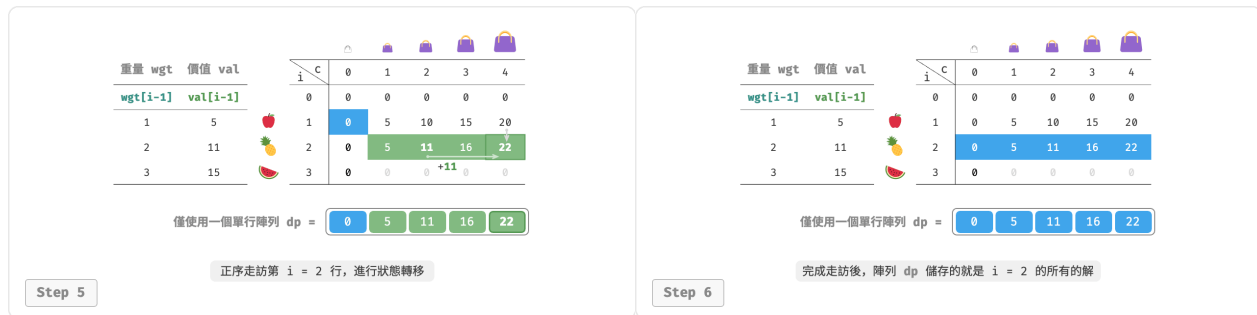 重量 wgt 價值 val
i c 0 1 2 3 4
wgt[i-1] val[i-1]
0 0 0 0 0 0
1 5 1 0 5 10 15 20
2 11 2 0 5 11 16 22
+11
3 15 3 0 0 0 0 0
僅使用一個單行陣列 dp = 0 5 11 16 22
正序走訪第 i = 2 行，進行狀態轉移
Step 5
重量 wgt 價值 val
i c 0 1 2 3 4
wgt[i-1] val[i-1]
0 0 0 0 0 0
1 5 1 0 5 10 15 20
2 11 2 0 5 11 16 22
3 15 3 0 0 0 0 0
僅使用一個單行陣列 dp = 0 5 11 16 22
完成走訪後，陣列 dp 儲存的就是 i = 2 的所有的解
Step 6